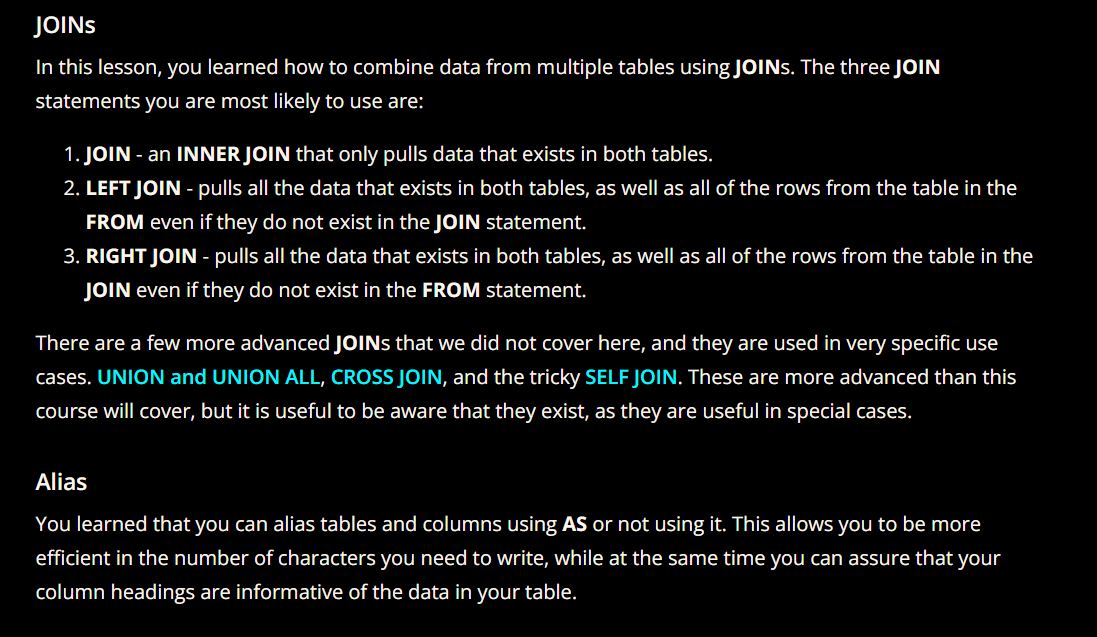 JOINs
In this lesson, you learned how to combine data from multiple tables using JOINs. The three JOIN
statements you are most likely to use are:
1. JOIN - an INNER JOIN that only pulls data that exists in both tables.
2. LEFT JOIN - pulls all the data that exists in both tables, as well as all of the rows from the table in the
FROM even if they do not exist in the JOIN statement.
3. RIGHT JOIN - pulls all the data that exists in both tables, as well as all of the rows from the table in the
JOIN even if they do not exist in the FROM statement.
There are a few more advanced JOINs that we did not cover here, and they are used in very specific use
cases. UNION and UNION ALL, CROSS JOIN, and the tricky SELF JOIN. These are more advanced than this
course will cover, but it is useful to be aware that they exist, as they are useful in special cases.
Alias
You learned that you can alias tables and columns using AS or not using it. This allows you to be more
efficient in the number of characters you need to write, while at the same time you can assure that your
column headings are informative of the data in your table.